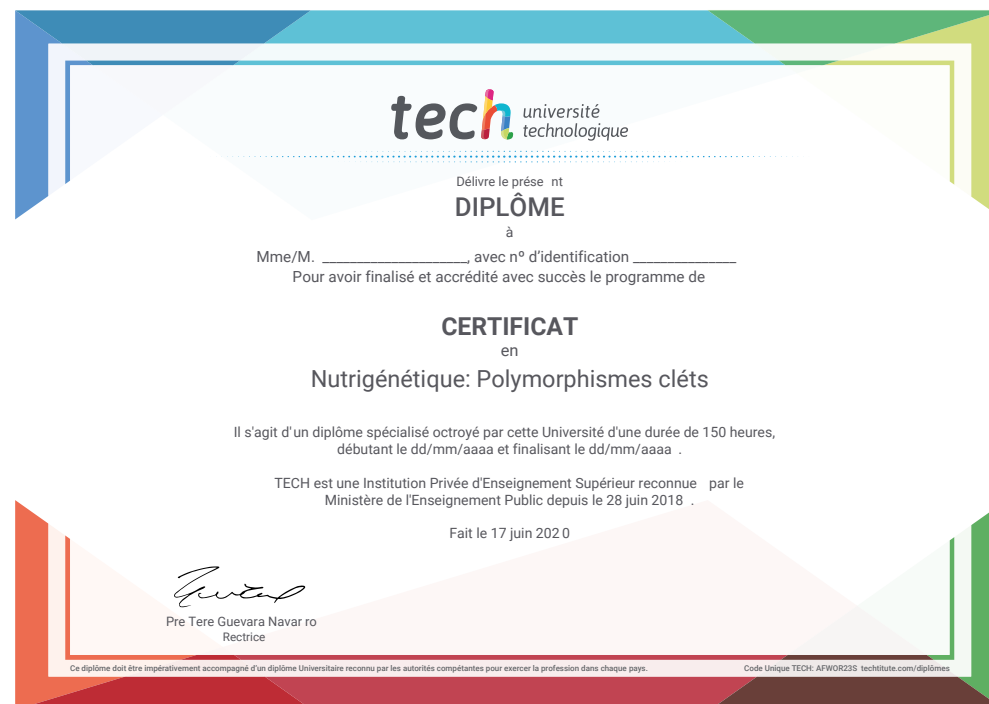 tech université
technologique
Délivre le prése nt
DIPLÔME
à
Mme/M. _____________________, avec nº d'identification _______________
Pour avoir finalisé et accrédité avec succès le programme de
CERTIFICAT
en
Nutrigénétique: Polymorphismes cléts
Il s'agit d'un diplôme spécialisé octroyé par cette Université d'une durée de 150 heures,
débutant le dd/mm/aaaa et finalisant le dd/mm/aaaa .
TECH est une Institution Privée d'Enseignement Supérieur reconnue par le
Ministère de l'Enseignement Public depuis le 28 juin 2018 .
Fait le 17 juin 2020
Pre Tere Guevara Navar ro
Rectrice
Ce diplôme doit être impérativement accompagné d'un diplôme Universitaire reconnu par les autorités compétantes pour exercer la profession dans chaque pays.
Code Unique TECH: AFWOR23S techtitute.com/diplômes